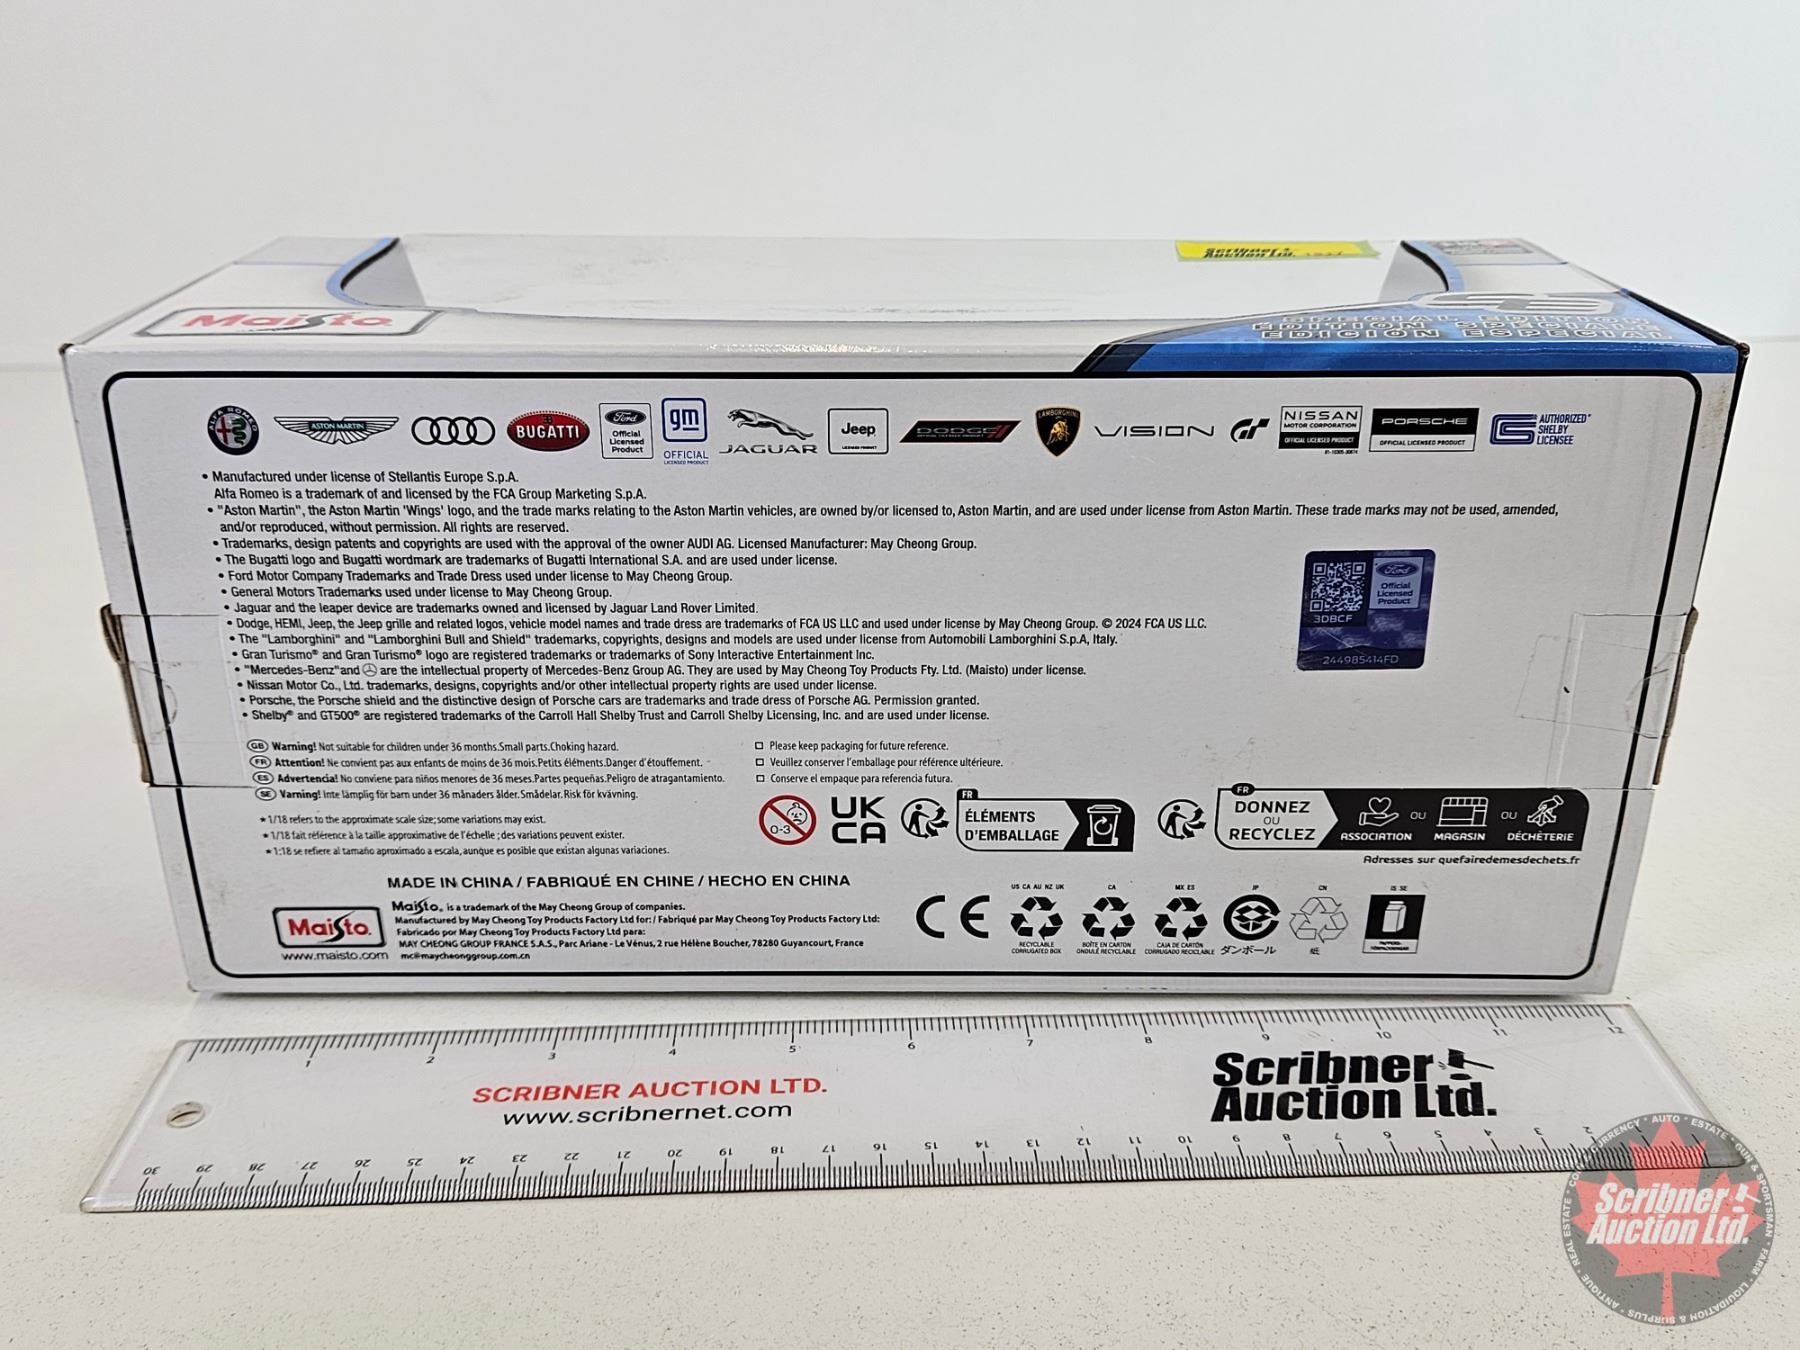 Scribner
Auction Ltd.
Maisto
SPECIAL EDITION
ÉDITION SPÉCIALE
EDICIÓN ESPECIAL
ALFA ROMEO
ASTON MARTIN
BUGATTI
Ford
Official
Licensed
Product
gm
OFFICIAL
LICENSED PRODUCT
JAGUAR
Jeep
LICENSED PRODUCT
DODGE
OFFICIAL LICENSED PRODUCT
LAMBORGHINI
VISION GT
NISSAN
MOTOR CORPORATION
OFFICIAL LICENSED PRODUCT
PORSCHE
OFFICIAL LICENSED PRODUCT
AUTHORIZED
SHELBY
LICENSEE
• Manufactured under license of Stellantis Europe S.p.A.
Alfa Romeo is a trademark of and licensed by the FCA Group Marketing S.p.A.
• "Aston Martin", the Aston Martin 'Wings' logo, and the trade marks relating to the Aston Martin vehicles, are owned by/or licensed to, Aston Martin, and are used under license from Aston Martin. These trade marks may not be used, amended,
and/or reproduced, without permission. All rights are reserved.
• Trademarks, design patents and copyrights are used with the approval of the owner AUDI AG. Licensed Manufacturer: May Cheong Group.
• The Bugatti logo and Bugatti wordmark are trademarks of Bugatti International S.A. and are used under license.
• Ford Motor Company Trademarks and Trade Dress used under license to May Cheong Group.
• General Motors Trademarks used under license to May Cheong Group.
• Jaguar and the leaper device are trademarks owned and licensed by Jaguar Land Rover Limited.
• Dodge, HEMI, Jeep, the Jeep grille and related logos, vehicle model names and trade dress are trademarks of FCA US LLC and used under license by May Cheong Group. © 2024 FCA US LLC.
• The "Lamborghini" and "Lamborghini Bull and Shield" trademarks, copyrights, designs and models are used under license from Automobili Lamborghini S.p.A, Italy.
• Gran Turismo® and Gran Turismo® logo are registered trademarks or trademarks of Sony Interactive Entertainment Inc.
• "Mercedes-Benz"and are the intellectual property of Mercedes-Benz Group AG. They are used by May Cheong Toy Products Fty. Ltd. (Maisto) under license.
• Nissan Motor Co., Ltd. trademarks, designs, copyrights and/or other intellectual property rights are used under license.
• Porsche, the Porsche shield and the distinctive design of Porsche cars are trademarks and trade dress of Porsche AG. Permission granted.
• Shelby® and GT500® are registered trademarks of the Carroll Hall Shelby Trust and Carroll Shelby Licensing, Inc. and are used under license.
Ford
Official
Licensed
Product
3DBCF
244985414FD
GB Warning! Not suitable for children under 36 months.Small parts.Choking hazard.
FR Attention! Ne convient pas aux enfants de moins de 36 mois.Petits éléments.Danger d'étouffement.
ES Advertencia! No conviene para niños menores de 36 meses.Partes pequeñas.Peligro de atragantamiento.
SE Varning! Inte lämplig för barn under 36 månaders ålder. Smådelar. Risk för kvävning.
☐ Please keep packaging for future reference.
☐ Veuillez conserver l'emballage pour référence ultérieure.
☐ Conserve el empaque para referencia futura.
★1/18 refers to the approximate scale size; some variations may exist.
★1/18 fait référence à la taille approximative de l'échelle ; des variations peuvent exister.
★1:18 se refiere al tamaño aproximado a escala, aunque es posible que existan algunas variaciones.
0-3
UK
CA
FR
ÉLÉMENTS
D'EMBALLAGE
FR
DONNEZ
OU
RECYCLEZ
ASSOCIATION OU MAGASIN OU DÉCHÈTERIE
Adresses sur quefairedemesdechets.fr
MADE IN CHINA / FABRIQUÉ EN CHINE / HECHO EN CHINA
Maisto
www.maisto.com
Maisto, is a trademark of the May Cheong Group of companies.
Manufactured by May Cheong Toy Products Factory Ltd for: / Fabriqué par May Cheong Toy Products Factory Ltd:
Fabricado por May Cheong Toy Products Factory Ltd para:
MAY CHEONG GROUP FRANCE S.A.S., Parc Ariane - Le Vénus, 2 rue Hélène Boucher, 78280 Guyancourt, France
mc@maycheonggroup.com.cn
CE
US CA AU NZ UK
RECYCLABLE
CORRUGATED BOX
CA
BOÎTE EN CARTON
ONDULÉ RECYCLABLE
MX ES
CAJA DE CARTÓN
CORRUGADO RECICLABLE
JP
ダンボール
CN
纸
IS SE
1 2 3 4 5 6 7 8 9 10 11 12
SCRIBNER AUCTION LTD.
www.scribnernet.com
Scribner
Auction Ltd.
30 29 28 27 26 25 24 23 22 21 20 19 18 17 16 15 14 13 12 11 10 9 8 7 6 5 4 3 2
Scribner
Auction Ltd.
AUTO • ESTATE • GUN & SPORTSMAN • FARM • LIQUIDATION & SURPLUS • ANTIQUE • REAL ESTATE • COIN & CURRENCY